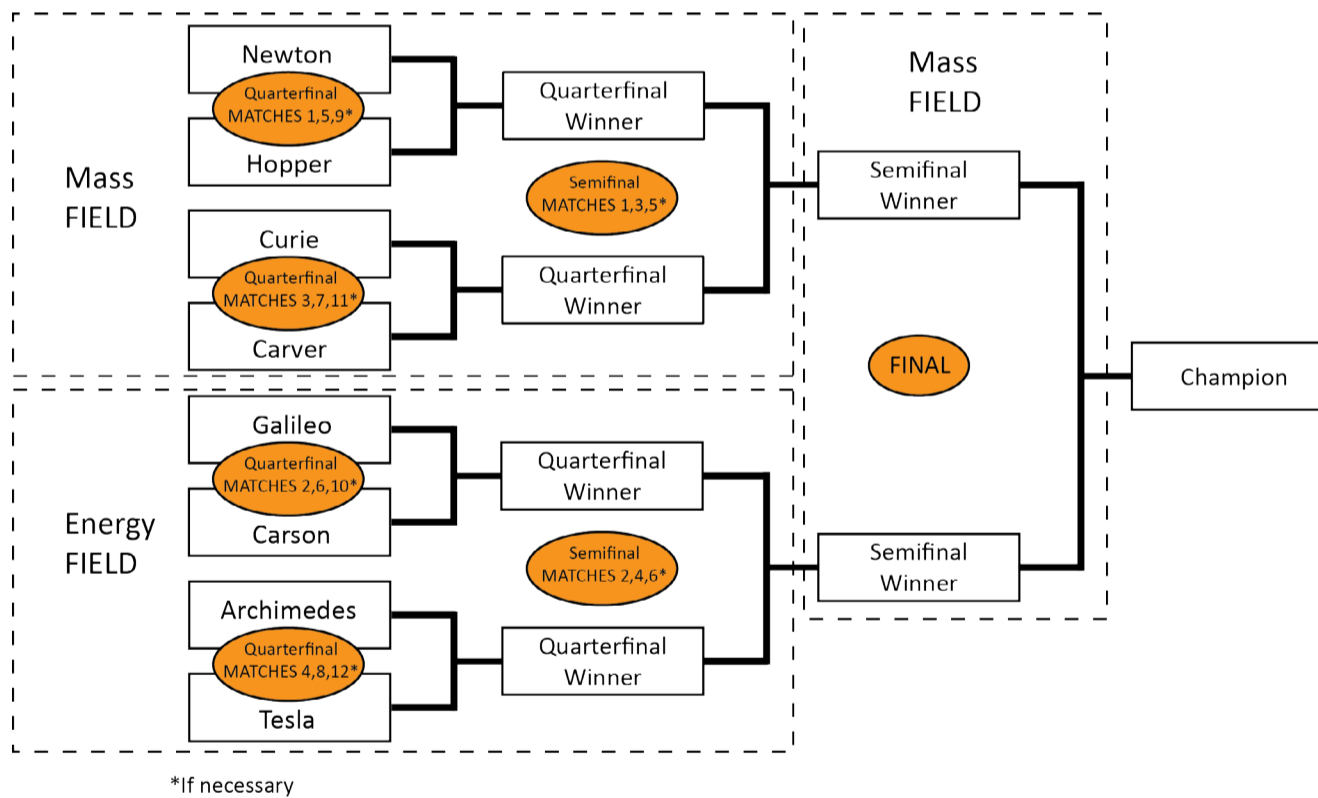 Mass
FIELD
Newton
Quarterfinal
MATCHES 1,5,9*
Hopper
Curie
Quarterfinal
MATCHES 3,7,11*
Carver
Quarterfinal
Winner
Semifinal
MATCHES 1,3,5*
Quarterfinal
Winner
Energy
FIELD
Galileo
Quarterfinal
MATCHES 2,6,10*
Carson
Archimedes
Quarterfinal
MATCHES 4,8,12*
Tesla
Quarterfinal
Winner
Semifinal
MATCHES 2,4,6*
Quarterfinal
Winner
Mass
FIELD
Semifinal
Winner
FINAL
Semifinal
Winner
Champion
*If necessary